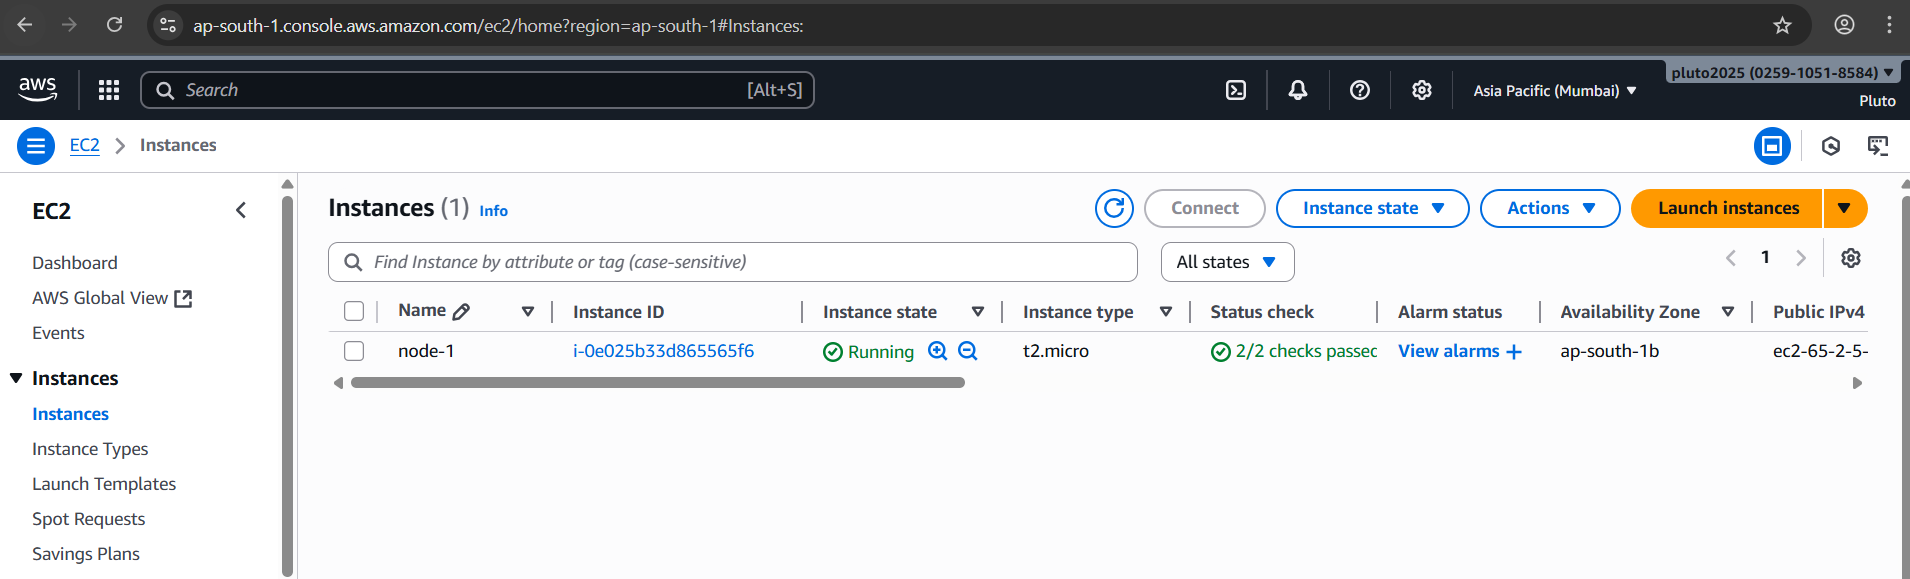 ap-south-1.console.aws.amazon.com/ec2/home?region=ap-south-1#Instances:
aws
Search
[Alt+S]
Asia Pacific (Mumbai)
pluto2025 (0259-1051-8584)
Pluto
EC2
Instances
EC2
Dashboard
AWS Global View
Events
Instances
Instances
Instance Types
Launch Templates
Spot Requests
Savings Plans
Instances (1) Info
Connect
Instance state
Actions
Launch instances
Find Instance by attribute or tag (case-sensitive)
All states
1
Name Instance ID Instance state Instance type Status check Alarm status Availability Zone Public IPv4
node-1 i-0e025b33d865565f6 Running t2.micro 2/2 checks passec View alarms + ap-south-1b ec2-65-2-5-